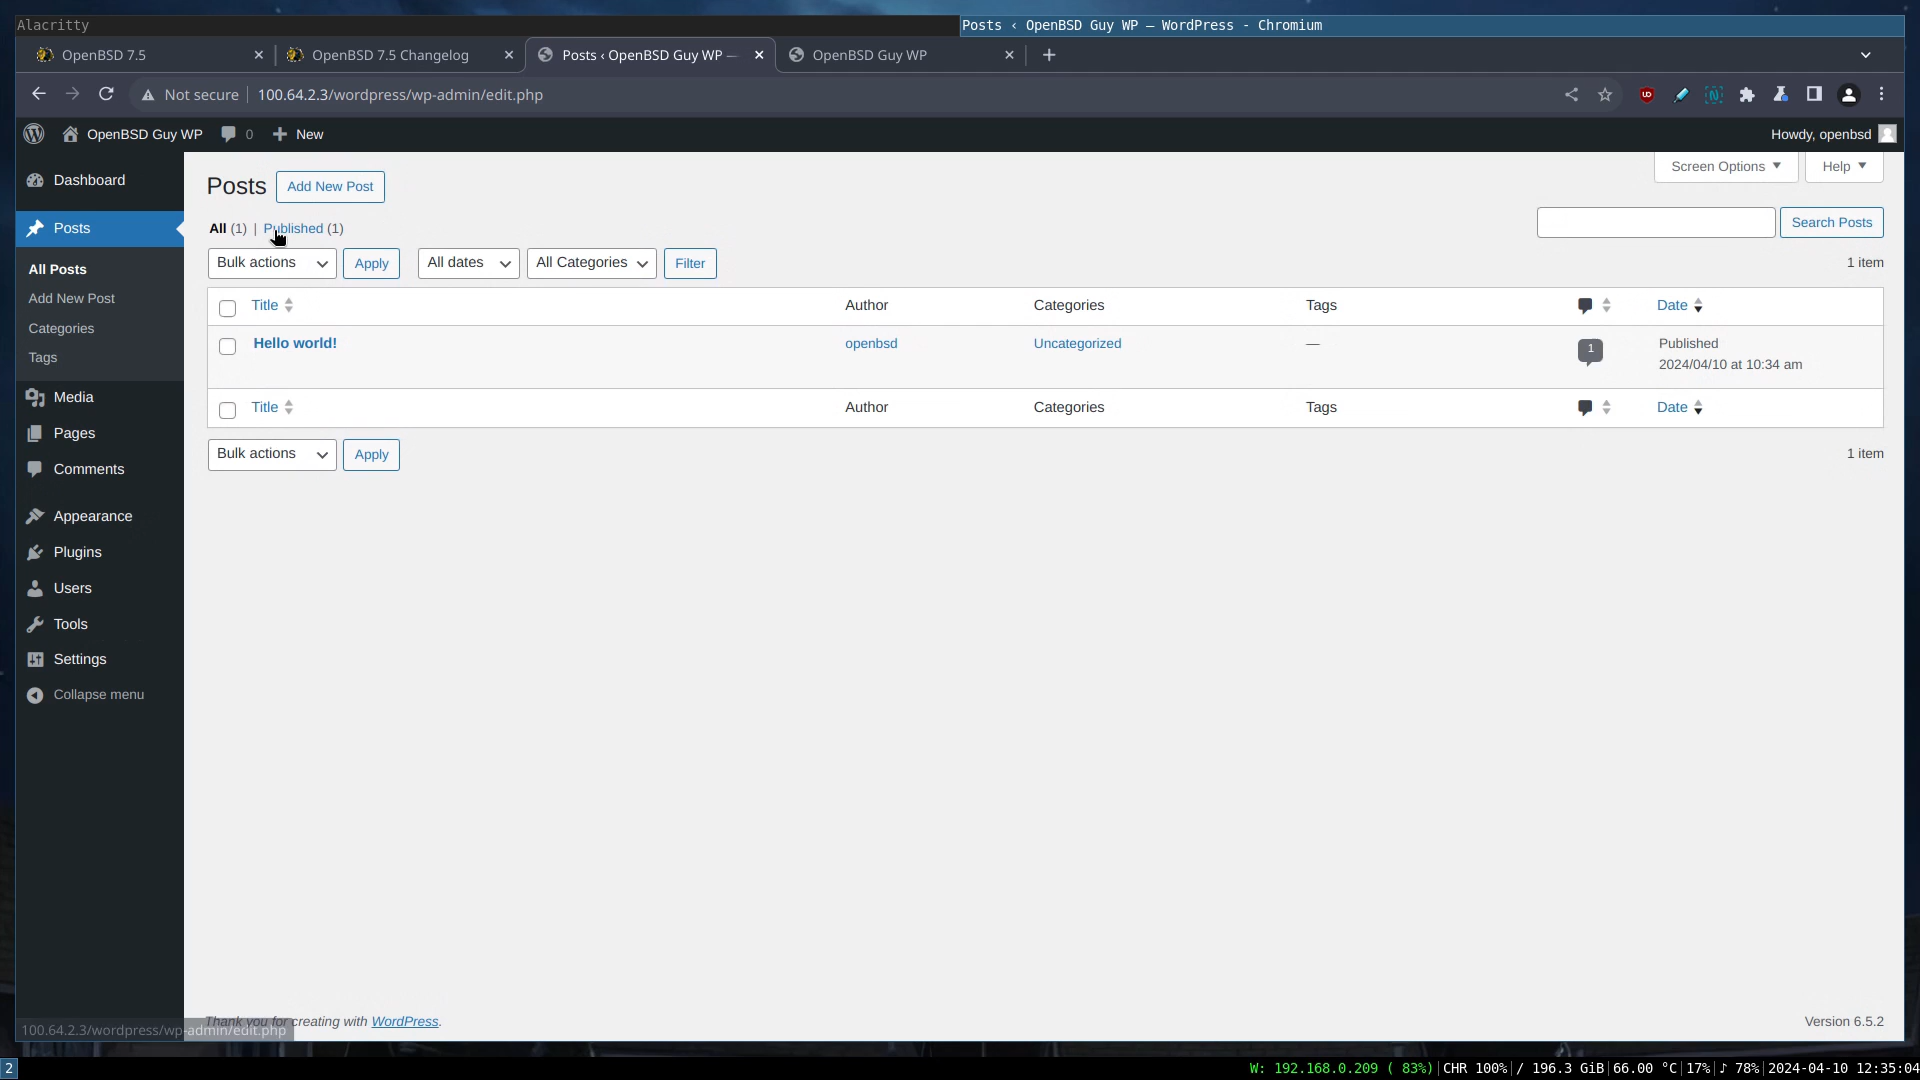 Alacritty
Posts ‹ OpenBSD Guy WP — WordPress - Chromium
OpenBSD 7.5
OpenBSD 7.5 Changelog
Posts ‹ OpenBSD Guy WP —
OpenBSD Guy WP
Not secure
100.64.2.3/wordpress/wp-admin/edit.php
OpenBSD Guy WP
0
New
Howdy, openbsd
Dashboard
Posts
All Posts
Add New Post
Categories
Tags
Media
Pages
Comments
Appearance
Plugins
Users
Tools
Settings
Collapse menu
Posts
Add New Post
Screen Options
Help
All (1) | Published (1)
Search Posts
Bulk actions
Apply
All dates
All Categories
Filter
1 item
Title
Author
Categories
Tags
Date
Hello world!
openbsd
Uncategorized
—
1
Published
2024/04/10 at 10:34 am
Title
Author
Categories
Tags
Date
Bulk actions
Apply
1 item
Thank you for creating with WordPress.
Version 6.5.2
100.64.2.3/wordpress/wp-admin/edit.php
2
W: 192.168.0.209 ( 83%)|CHR 100%|/ 196.3 GiB|66.00 °C|17%|♪ 78%|2024-04-10 12:35:04